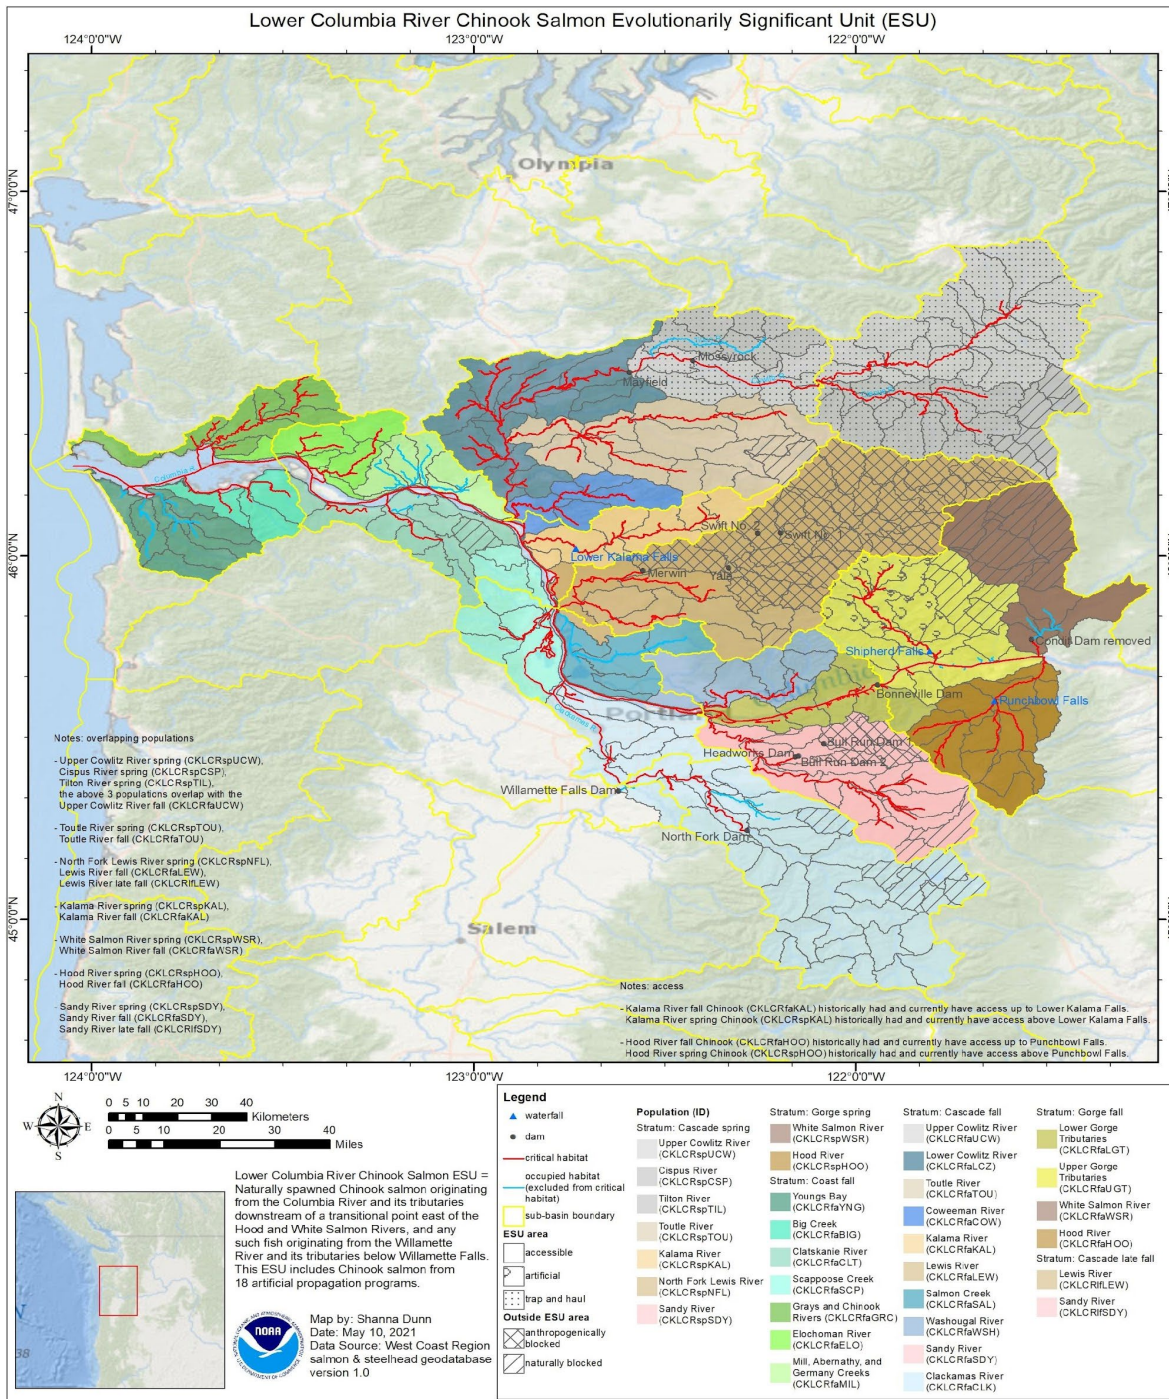 Lower Columbia River Chinook Salmon Evolutionarily Significant Unit (ESU)
124°0'0"W
123°0'0"W
122°0'0"W
47°0'0"N
46°0'0"N
45°0'0"N
Olympia
Mossyrock
Mayfield
Columbia R
Swift No. 2
Swift No.
Lower Kalama Falls
Merwin
Yale
Condit Dam removed
Shipherd Falls
Bonneville Dam
Columbia
Portland
Punchbowl Falls
Headworks Dam
Bull Run Dam 1
Bull Run Dam 2
Clackamas R
Willamette Falls Dam
North Fork Dam
Salem
Notes: overlapping populations
- Upper Cowlitz River spring (CKLCRspUCW),
Cispus River spring (CKLCRspCSP),
Tilton River spring (CKLCRspTIL),
the above 3 populations overlap with the
Upper Cowlitz River fall (CKLCRfaUCW)
- Toutle River spring (CKLCRspTOU),
Toutle River fall (CKLCRfaTOU)
- North Fork Lewis River spring (CKLCRspNFL),
Lewis River fall (CKLCRfaLEW),
Lewis River late fall (CKLCRlfLEW)
- Kalama River spring (CKLCRspKAL),
Kalama River fall (CKLCRfaKAL)
- White Salmon River spring (CKLCRspWSR),
White Salmon River fall (CKLCRfaWSR)
- Hood River spring (CKLCRspHOO),
Hood River fall (CKLCRfaHOO)
- Sandy River spring (CKLCRspSDY),
Sandy River fall (CKLCRfaSDY),
Sandy River late fall (CKLCRlfSDY)
Notes: access
- Kalama River fall Chinook (CKLCRfaKAL) historically had and currently have access up to Lower Kalama Falls.
Kalama River spring Chinook (CKLCRspKAL) historically had and currently have access above Lower Kalama Falls.
- Hood River fall Chinook (CKLCRfaHOO) historically had and currently have access up to Punchbowl Falls.
Hood River spring Chinook (CKLCRspHOO) historically had and currently have access above Punchbowl Falls.
124°0'0"W
123°0'0"W
122°0'0"W
N
W
E
S
0 5 10 20 30 40
Kilometers
0 5 10 20 30 40
Miles
Lower Columbia River Chinook Salmon ESU =
Naturally spawned Chinook salmon originating
from the Columbia River and its tributaries
downstream of a transitional point east of the
Hood and White Salmon Rivers, and any
such fish originating from the Willamette
River and its tributaries below Willamette Falls.
This ESU includes Chinook salmon from
18 artificial propagation programs.
NOAA
Map by: Shanna Dunn
Date: May 10, 2021
Data Source: West Coast Region
salmon & steelhead geodatabase
version 1.0
Legend
waterfall
dam
critical habitat
occupied habitat
(excluded from critical
habitat)
sub-basin boundary
ESU area
accessible
artificial
trap and haul
Outside ESU area
anthropogenically
blocked
naturally blocked
Population (ID)
Stratum: Cascade spring
Upper Cowlitz River
(CKLCRspUCW)
Cispus River
(CKLCRspCSP)
Tilton River
(CKLCRspTIL)
Toutle River
(CKLCRspTOU)
Kalama River
(CKLCRspKAL)
North Fork Lewis River
(CKLCRspNFL)
Sandy River
(CKLCRspSDY)
Stratum: Gorge spring
White Salmon River
(CKLCRspWSR)
Hood River
(CKLCRspHOO)
Stratum: Coast fall
Youngs Bay
(CKLCRfaYNG)
Big Creek
(CKLCRfaBIG)
Clatskanie River
(CKLCRfaCLT)
Scappoose Creek
(CKLCRfaSCP)
Grays and Chinook
Rivers (CKLCRfaGRC)
Elochoman River
(CKLCRfaELO)
Mill, Abernathy, and
Germany Creeks
(CKLCRfaMIL)
Stratum: Cascade fall
Upper Cowlitz River
(CKLCRfaUCW)
Lower Cowlitz River
(CKLCRfaLCZ)
Toutle River
(CKLCRfaTOU)
Coweeman River
(CKLCRfaCOW)
Kalama River
(CKLCRfaKAL)
Lewis River
(CKLCRfaLEW)
Salmon Creek
(CKLCRfaSAL)
Washougal River
(CKLCRfaWSH)
Sandy River
(CKLCRfaSDY)
Clackamas River
(CKLCRfaCLK)
Stratum: Gorge fall
Lower Gorge
Tributaries
(CKLCRfaLGT)
Upper Gorge
Tributaries
(CKLCRfaUGT)
White Salmon River
(CKLCRfaWSR)
Hood River
(CKLCRfaHOO)
Stratum: Cascade late fall
Lewis River
(CKLCRlfLEW)
Sandy River
(CKLCRlfSDY)